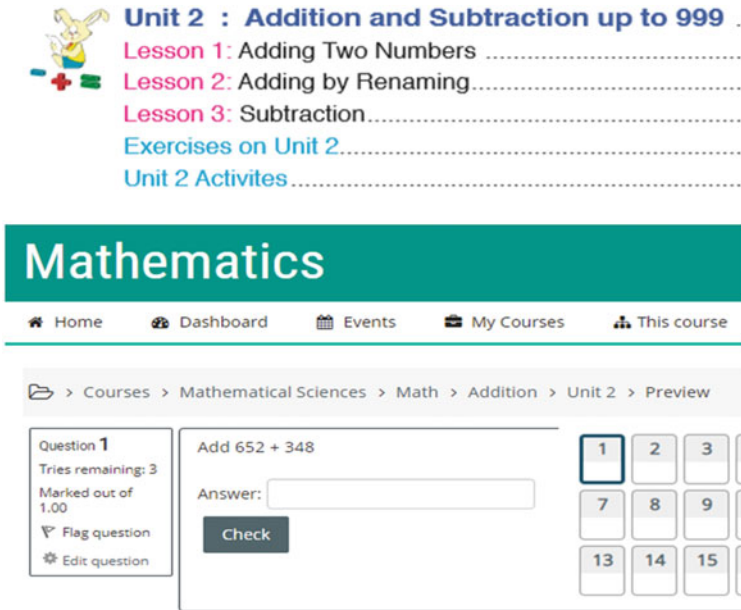 Unit 2 : Addition and Subtraction up to 999
Lesson 1: Adding Two Numbers
Lesson 2: Adding by Renaming
Lesson 3: Subtraction
Exercises on Unit 2
Unit 2 Activites
Mathematics
Home Dashboard Events My Courses This course
> Courses > Mathematical Sciences > Math > Addition > Unit 2 > Preview
Question 1
Tries remaining: 3
Marked out of
1.00
Flag question
Edit question
Add 652 + 348
Answer:
Check
1 2 3
7 8 9
13 14 15